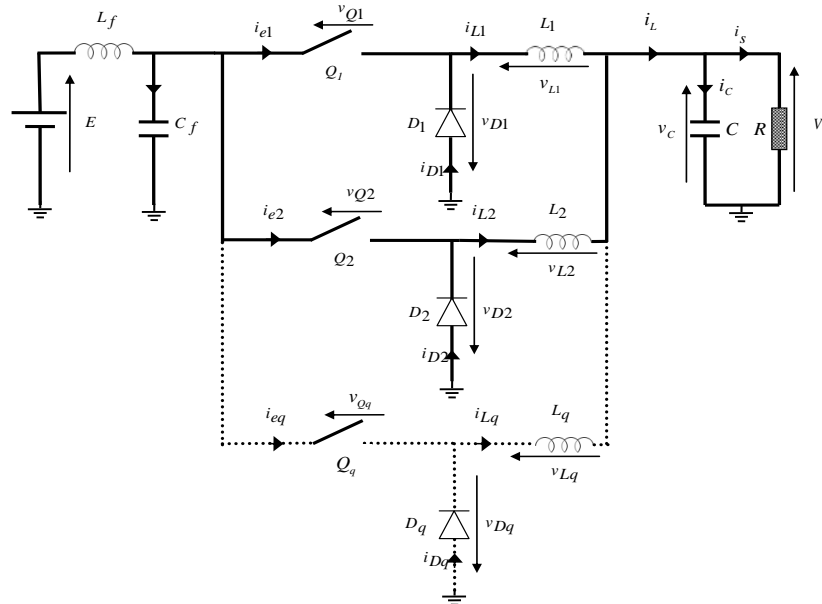 v_Q1
L_f
i_e1
i_L1
L_1
i_L
i_s
Q_1
v_L1
i_C
E
C_f
D_1
v_D1
v_C
C
R
V
i_D1
v_Q2
i_e2
i_L2
L_2
Q_2
v_L2
D_2
v_D2
i_D2
v_Qq
i_eq
i_Lq
L_q
Q_q
v_Lq
D_q
v_Dq
i_Dq